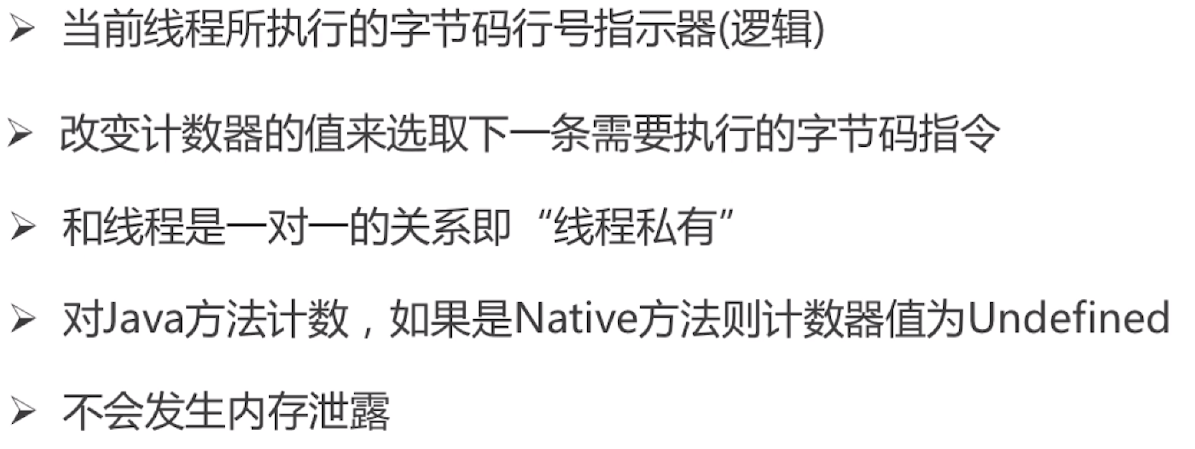 ➢ 当前线程所执行的字节码行号指示器(逻辑)
➢ 改变计数器的值来选取下一条需要执行的字节码指令
➢ 和线程是一对一的关系即“线程私有”
➢ 对Java方法计数，如果是Native方法则计数器值为Undefined
➢ 不会发生内存泄露